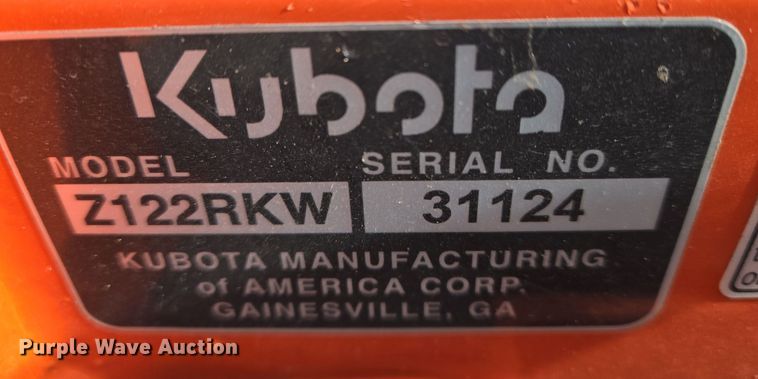 Kubota
MODEL SERIAL NO.
Z122RKW 31124
KUBOTA MANUFACTURING
of AMERICA CORP.
GAINESVILLE, GA
Purple Wave Auction